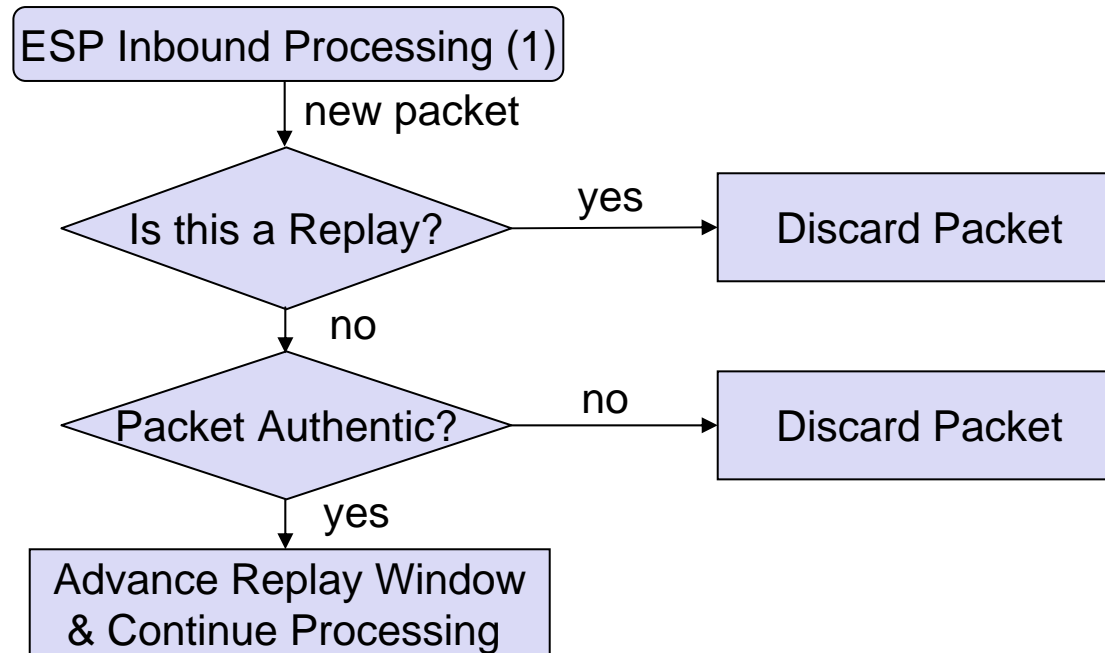 ESP Inbound Processing (1)
new packet
Is this a Replay?
yes
Discard Packet
no
Packet Authentic?
no
Discard Packet
yes
Advance Replay Window
& Continue Processing